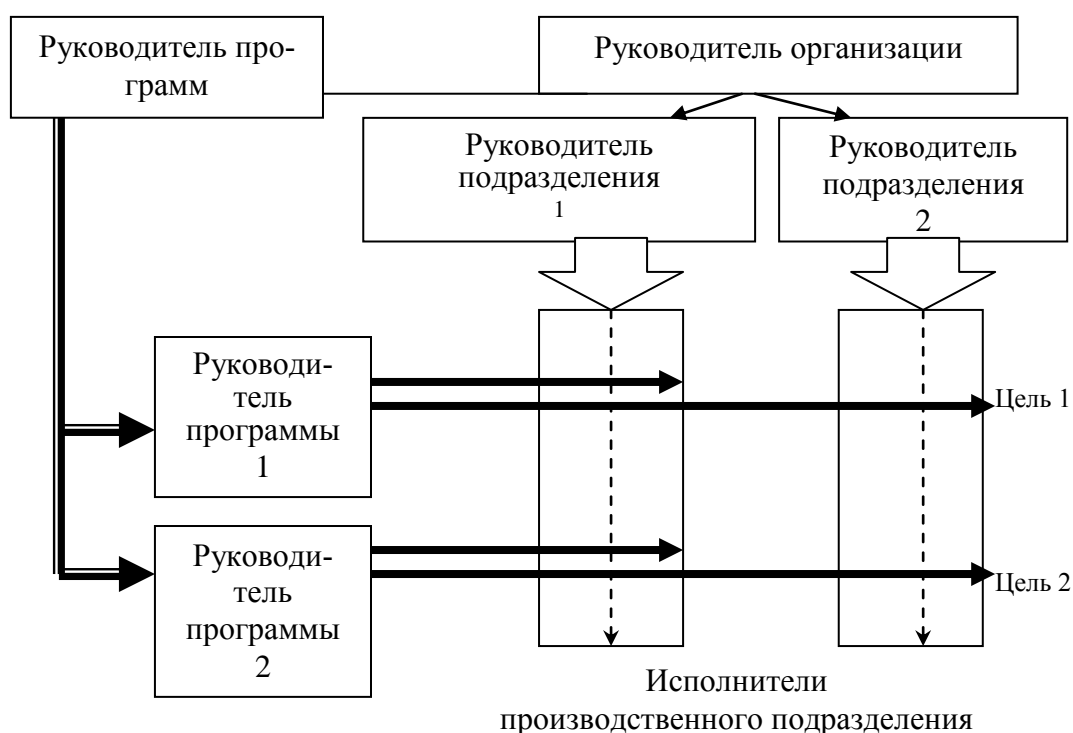 Руководитель про-
грамм
Руководитель организации
Руководитель
подразделения
1
Руководитель
подразделения
2
Руководи-
тель
программы
1
Цель 1
Руководи-
тель
программы
2
Цель 2
Исполнители
производственного подразделения